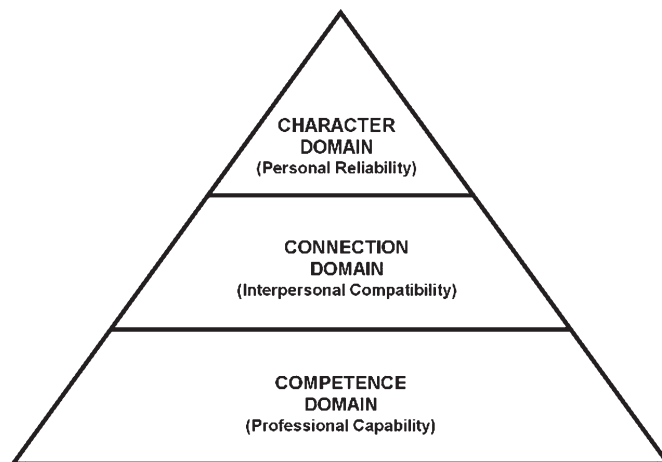 CHARACTER
DOMAIN
(Personal Reliability)
CONNECTION
DOMAIN
(Interpersonal Compatibility)
COMPETENCE
DOMAIN
(Professional Capability)